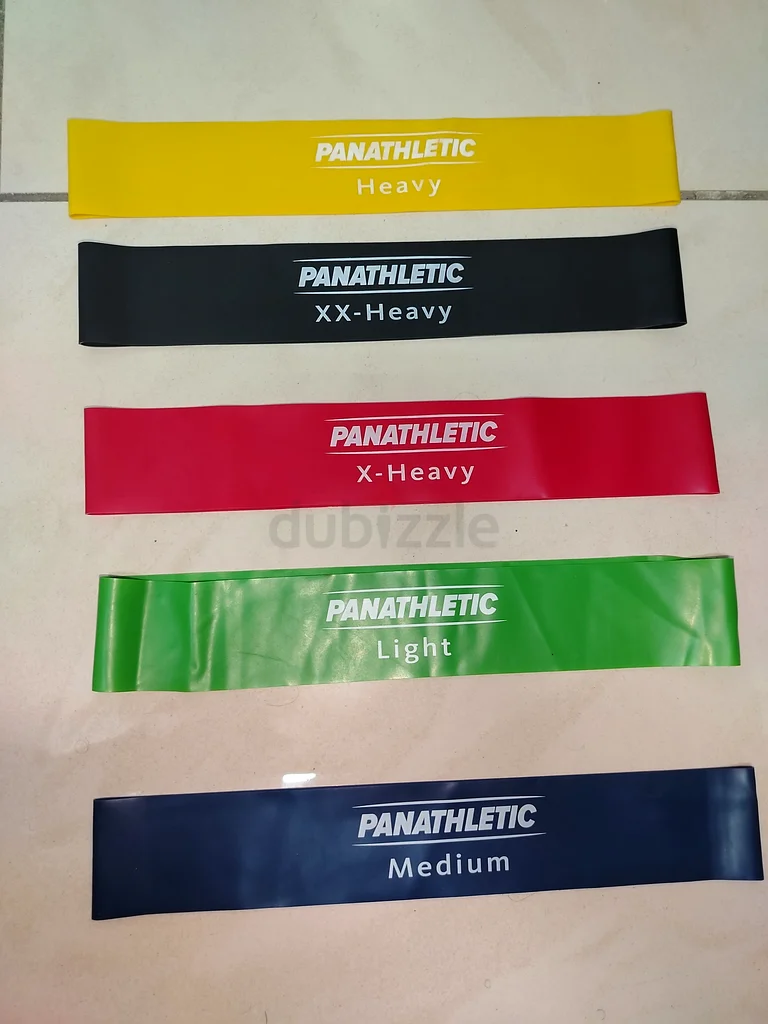 PANATHLETIC
Heavy
PANATHLETIC
XX-Heavy
PANATHLETIC
X-Heavy
dubizzle
PANATHLETIC
Light
PANATHLETIC
Medium